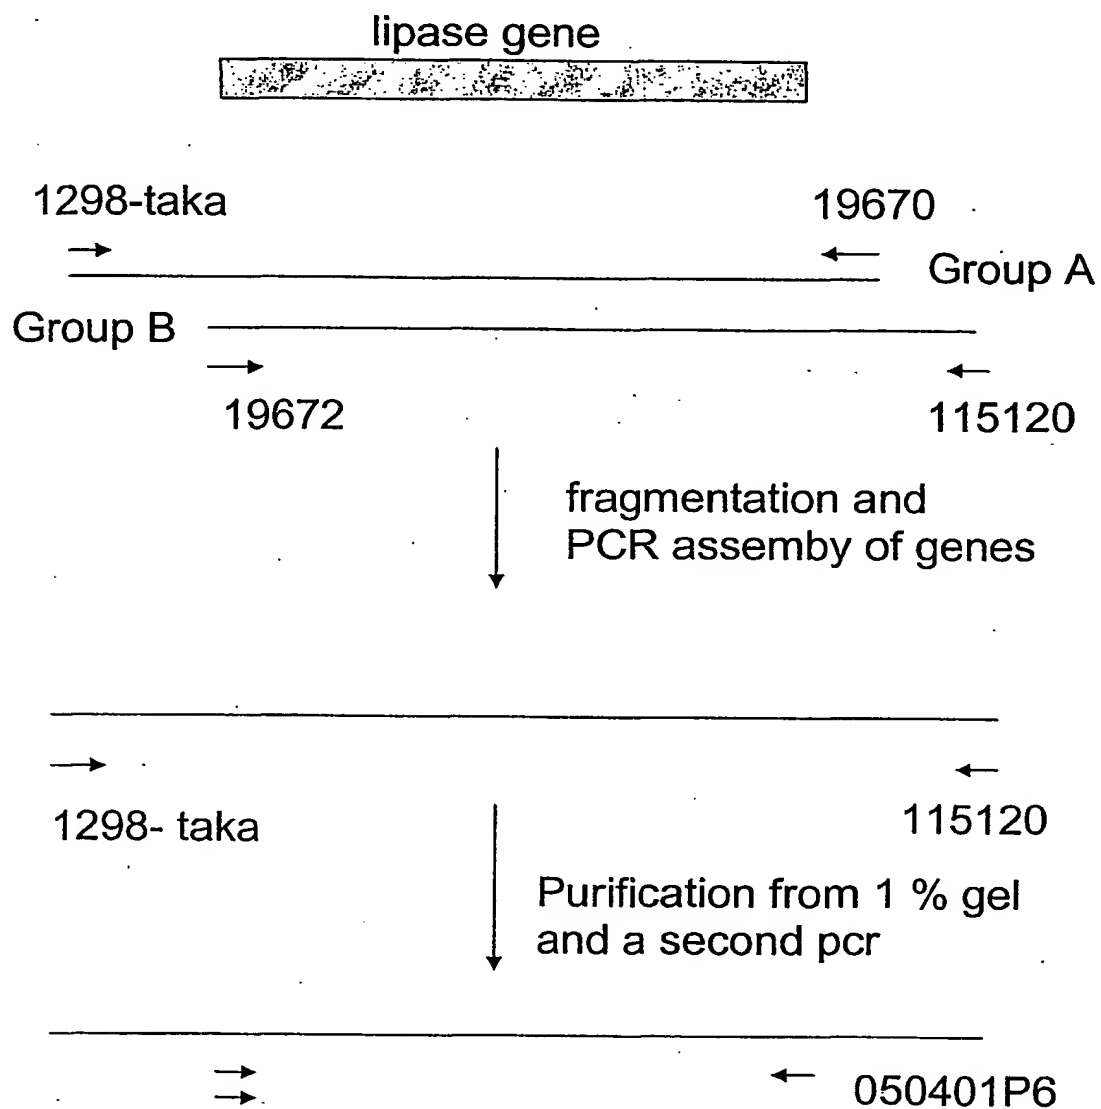 lipase gene
1298-taka
19670
Group A
Group B
19672
115120
fragmentation and
PCR assemby of genes
1298- taka
115120
Purification from 1 % gel
and a second pcr
050401P6